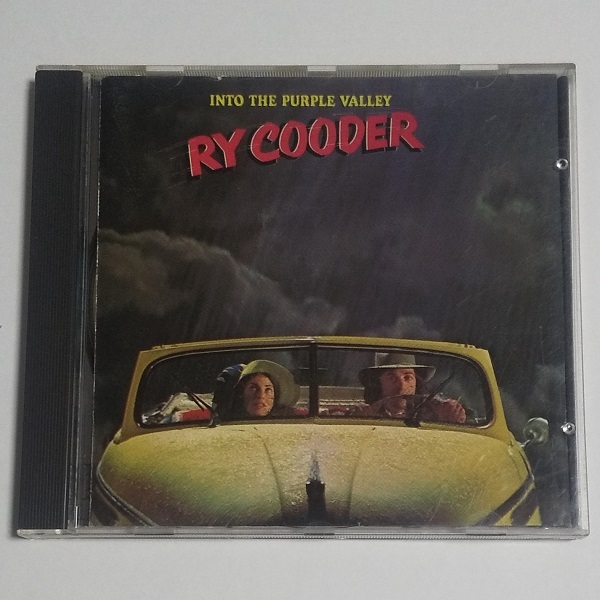 INTO THE PURPLE VALLEY
RY COODER